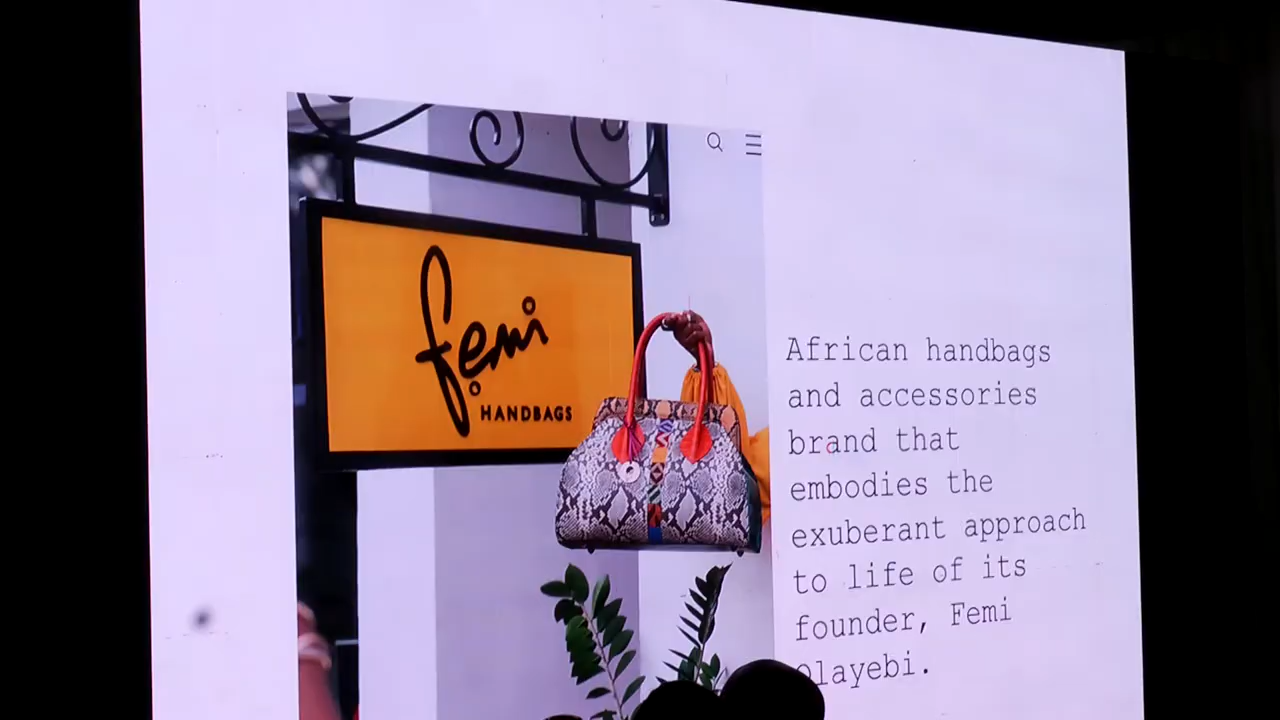 femi
HANDBAGS
African handbags
and accessories
brand that
embodies the
exuberant approach
to life of its
founder, Femi
Olayebi.